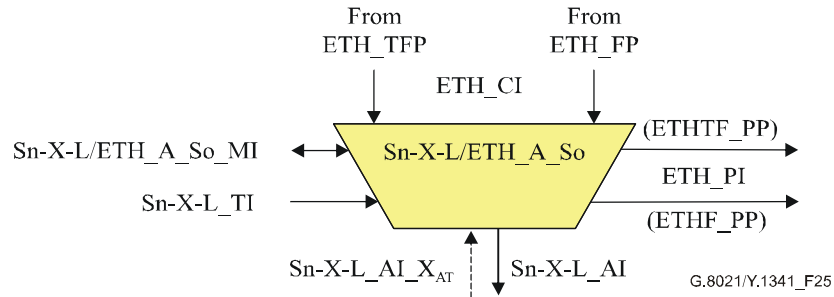 From
ETH_TFP
From
ETH_FP
ETH_CI
(ETHTF_PP)
Sn-X-L/ETH_A_So_MI
Sn-X-L/ETH_A_So
ETH_PI
Sn-X-L_TI
(ETHF_PP)
Sn-X-L_AI_X_AT
Sn-X-L_AI
G.8021/Y.1341_F25